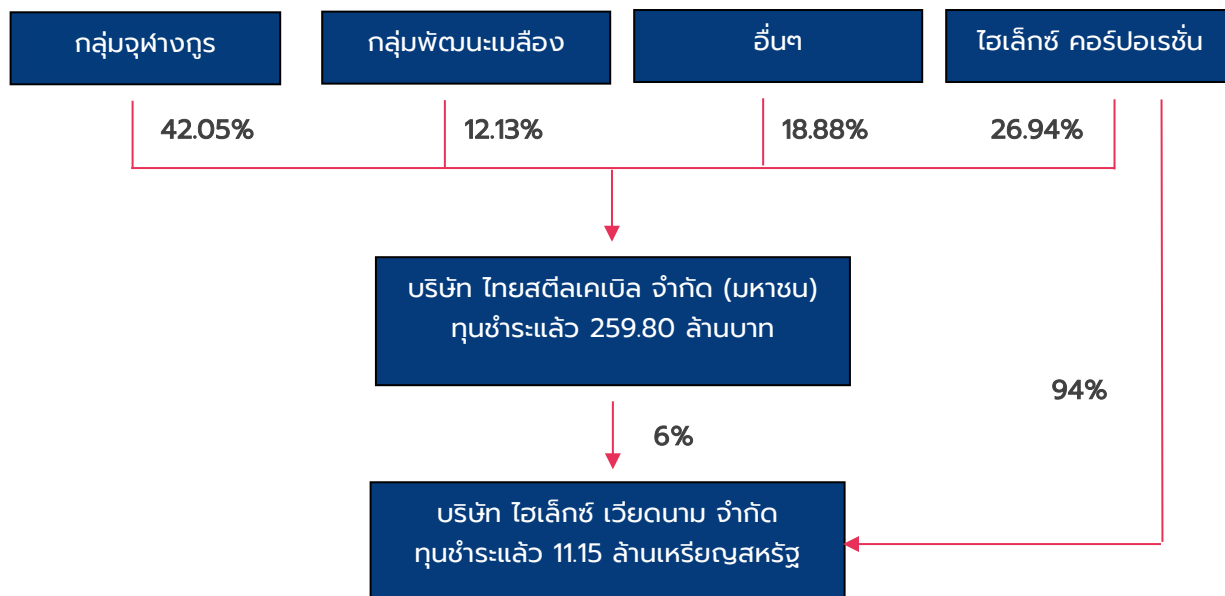 กลุ่มจุฬางกูร
กลุ่มพัฒนะเมลือง
อื่นๆ
ไฮเล็กซ์ คอร์ปอเรชั่น
42.05%
12.13%
18.88%
26.94%
บริษัท ไทยสตีลเคเบิล จำกัด (มหาชน)
ทุนชำระแล้ว 259.80 ล้านบาท
94%
6%
บริษัท ไฮเล็กซ์ เวียดนาม จำกัด
ทุนชำระแล้ว 11.15 ล้านเหรียญสหรัฐ